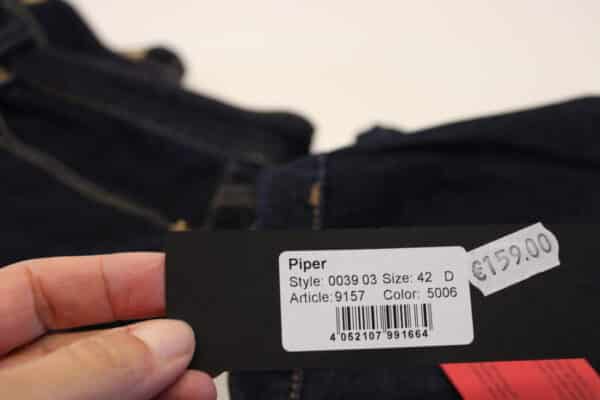 Piper
Style: 0039 03 Size: 42 D
Article: 9157 Color: 5006
4 052107 991664
€159.00